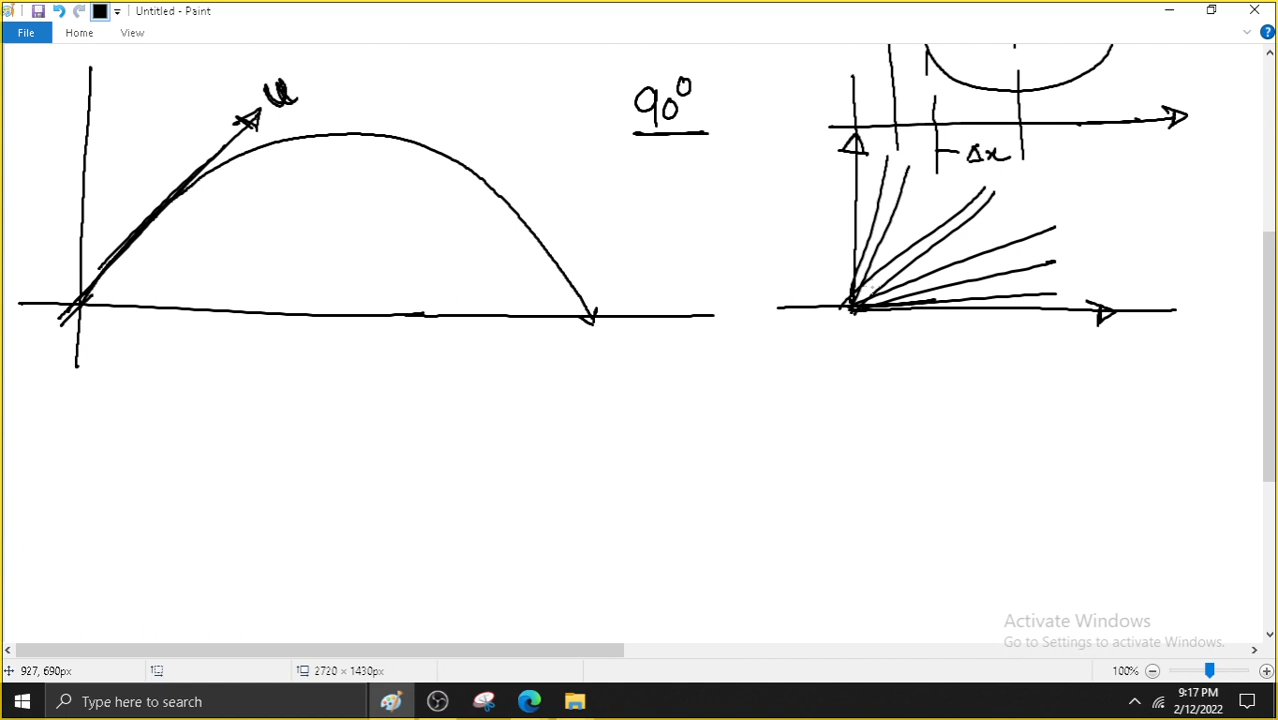 Untitled - Paint
File Home View
u
90°
Δx
Activate Windows
Go to Settings to activate Windows.
927, 690px
2720 × 1430px
100%
Type here to search
9:17 PM
2/12/2022